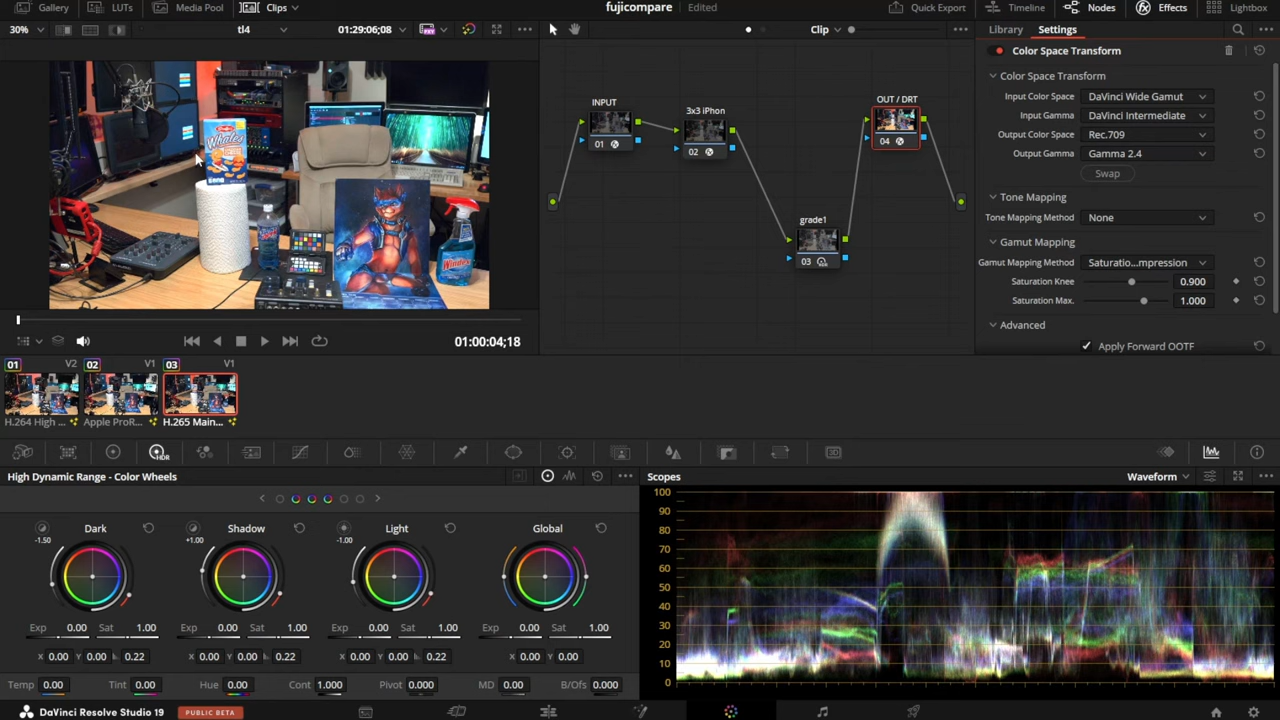 Gallery LUTs Media Pool Clips fujicompare Edited Quick Export Timeline Nodes Effects Lightbox
30% tl4 01:29:06;08 Clip Library Settings
Color Space Transform
Color Space Transform
Input Color Space DaVinci Wide Gamut
Input Gamma DaVinci Intermediate
Output Color Space Rec.709
Output Gamma Gamma 2.4
Swap
Tone Mapping
Tone Mapping Method None
Gamut Mapping
Gamut Mapping Method Saturatio...mpression
Saturation Knee 0.900
Saturation Max. 1.000
Advanced
Apply Forward OOTF
INPUT
01
3x3 iPhon
02
grade1
03
OUT / DRT
04
Whales
Windex
01:00:04;18
01 V2 02 V1 03 V1
H.264 High ... Apple ProR... H.265 Main...
HDR
High Dynamic Range - Color Wheels
Dark Shadow Light Global
-1.50 +1.00 -1.00
Exp 0.00 Sat 1.00 Exp 0.00 Sat 1.00 Exp 0.00 Sat 1.00 Exp 0.00 Sat 1.00
X 0.00 Y 0.00 0.22 X 0.00 Y 0.00 0.22 X 0.00 Y 0.00 0.22 X 0.00 Y 0.00
Temp 0.00 Tint 0.00 Hue 0.00 Cont 1.000 Pivot 0.000 MD 0.00 B/Ofs 0.000
Scopes Waveform
100
90
80
70
60
50
40
30
20
10
0
DaVinci Resolve Studio 19 PUBLIC BETA